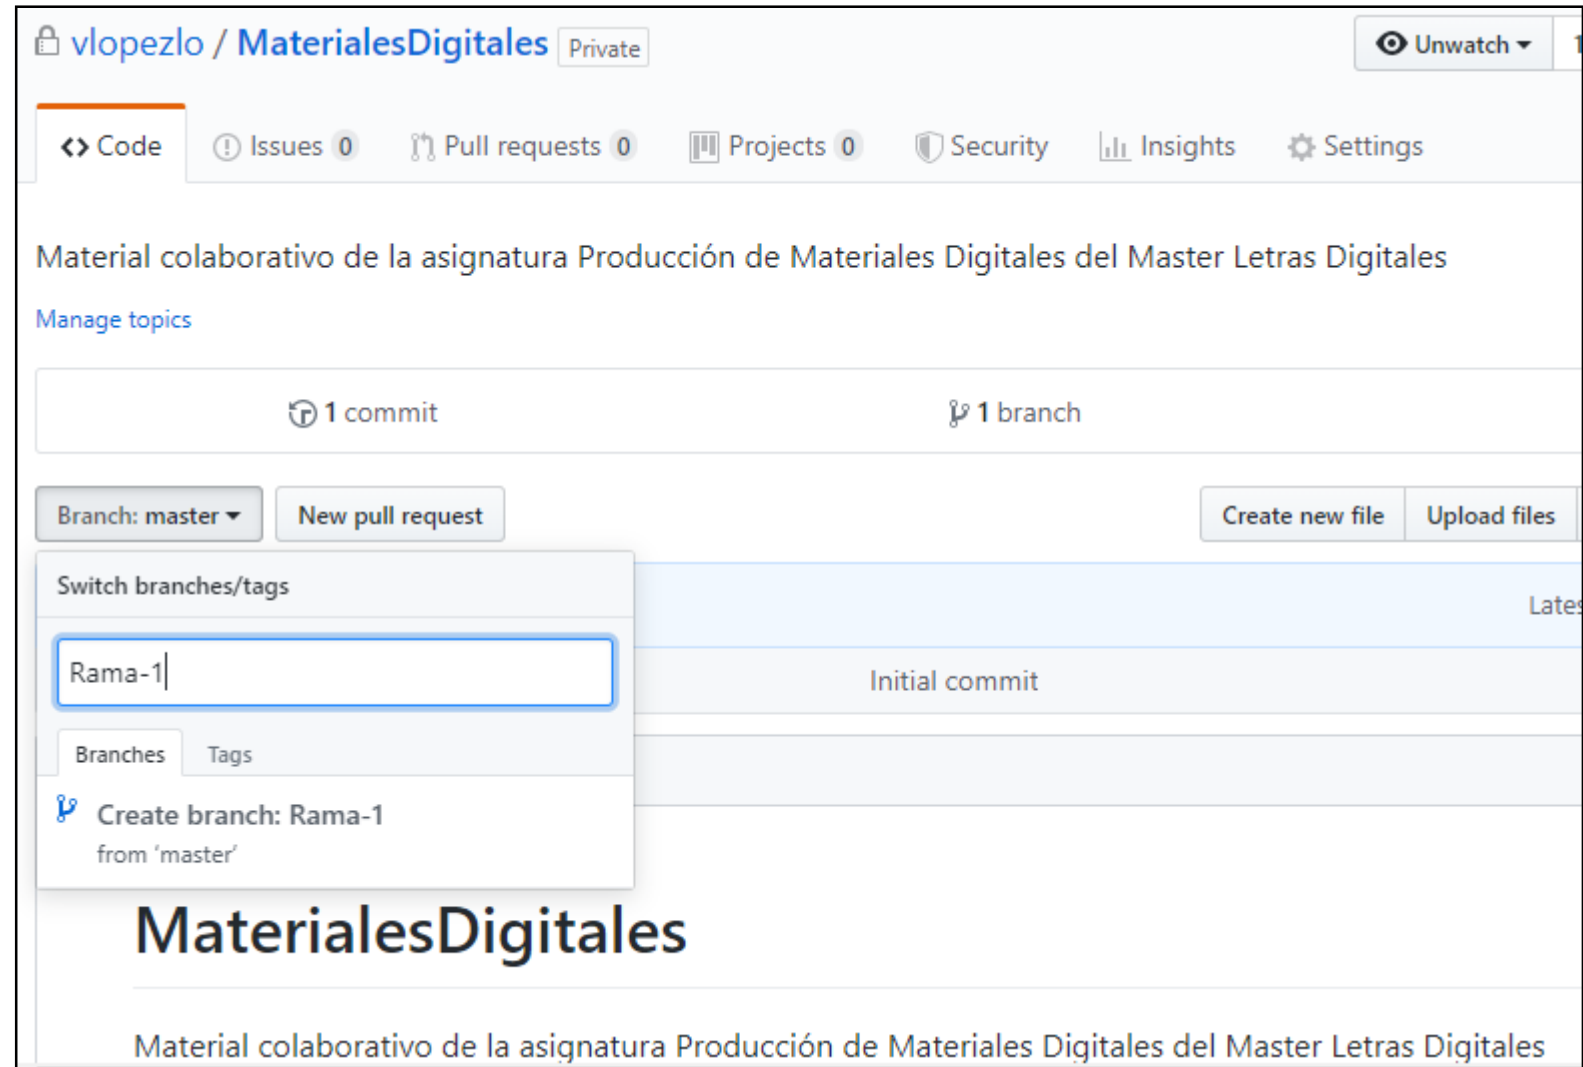 vlopezlo / MaterialesDigitales Private Unwatch 1
Code Issues 0 Pull requests 0 Projects 0 Security Insights Settings
Material colaborativo de la asignatura Producción de Materiales Digitales del Master Letras Digitales
Manage topics
1 commit 1 branch
Branch: master New pull request Create new file Upload files
Switch branches/tags
Rama-1
Initial commit
Branches Tags
Create branch: Rama-1
from ‘master’
MaterialesDigitales
Material colaborativo de la asignatura Producción de Materiales Digitales del Master Letras Digitales